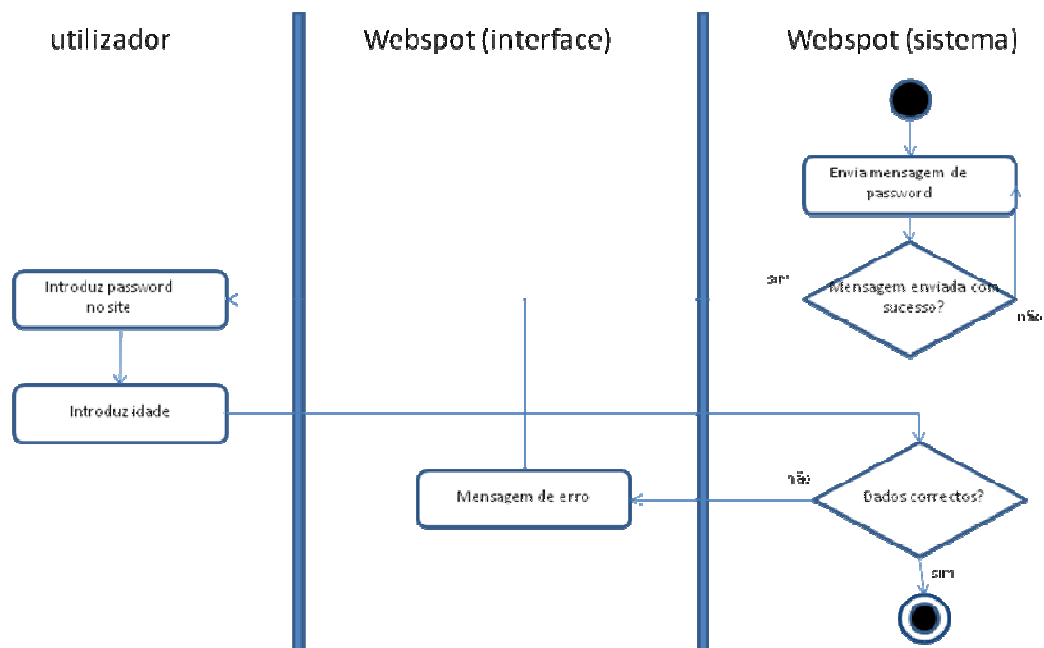 utilizador
Webspot (interface)
Webspot (sistema)
Envia mensagem de
password
sim
Mensagem enviada com
sucesso?
não
Introduz password
no site
Introduz idade
não
Dados correctos?
Mensagem de erro
sim